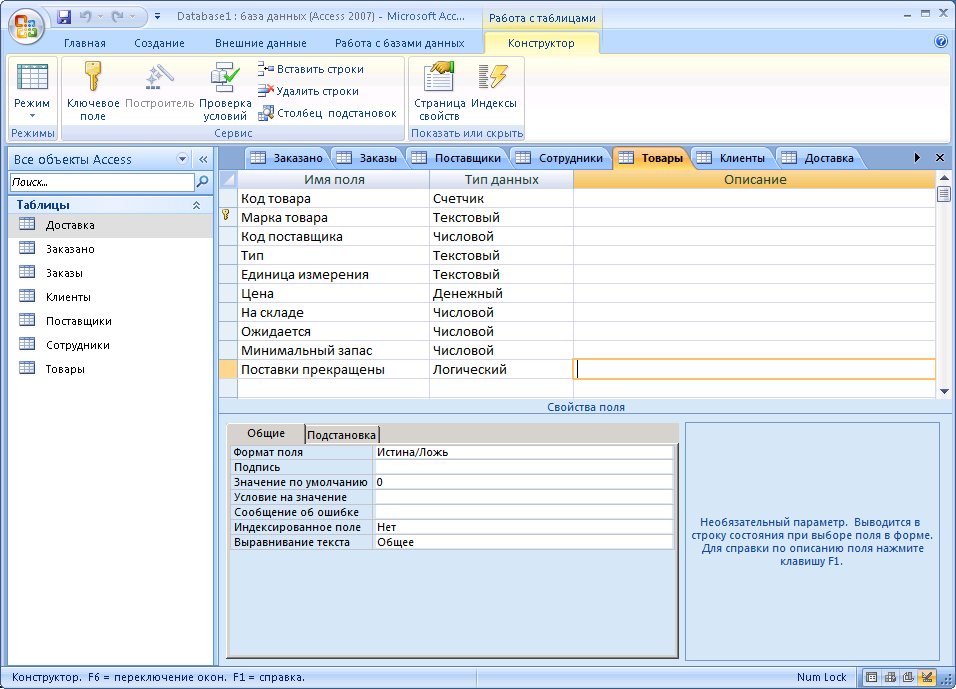 Database1 : база данных (Access 2007) - Microsoft Acc...
Работа с таблицами
Главная
Создание
Внешние данные
Работа с базами данных
Конструктор
Режим
Ключевое поле
Построитель
Проверка условий
Вставить строки
Удалить строки
Столбец подстановок
Страница свойств
Индексы
Режимы
Сервис
Показать или скрыть
Все объекты Access
Поиск...
Таблицы
Доставка
Заказано
Заказы
Клиенты
Поставщики
Сотрудники
Товары
Заказано
Заказы
Поставщики
Сотрудники
Товары
Клиенты
Доставка
Имя поля Тип данных Описание
Код товара Счетчик
Марка товара Текстовый
Код поставщика Числовой
Тип Текстовый
Единица измерения Текстовый
Цена Денежный
На складе Числовой
Ожидается Числовой
Минимальный запас Числовой
Поставки прекращены Логический
Свойства поля
Общие
Подстановка
Формат поля Истина/Ложь
Подпись
Значение по умолчанию 0
Условие на значение
Сообщение об ошибке
Индексированное поле Нет
Выравнивание текста Общее
Необязательный параметр. Выводится в
строку состояния при выборе поля в форме.
Для справки по описанию поля нажмите
клавишу F1.
Конструктор. F6 = переключение окон. F1 = справка.
Num Lock